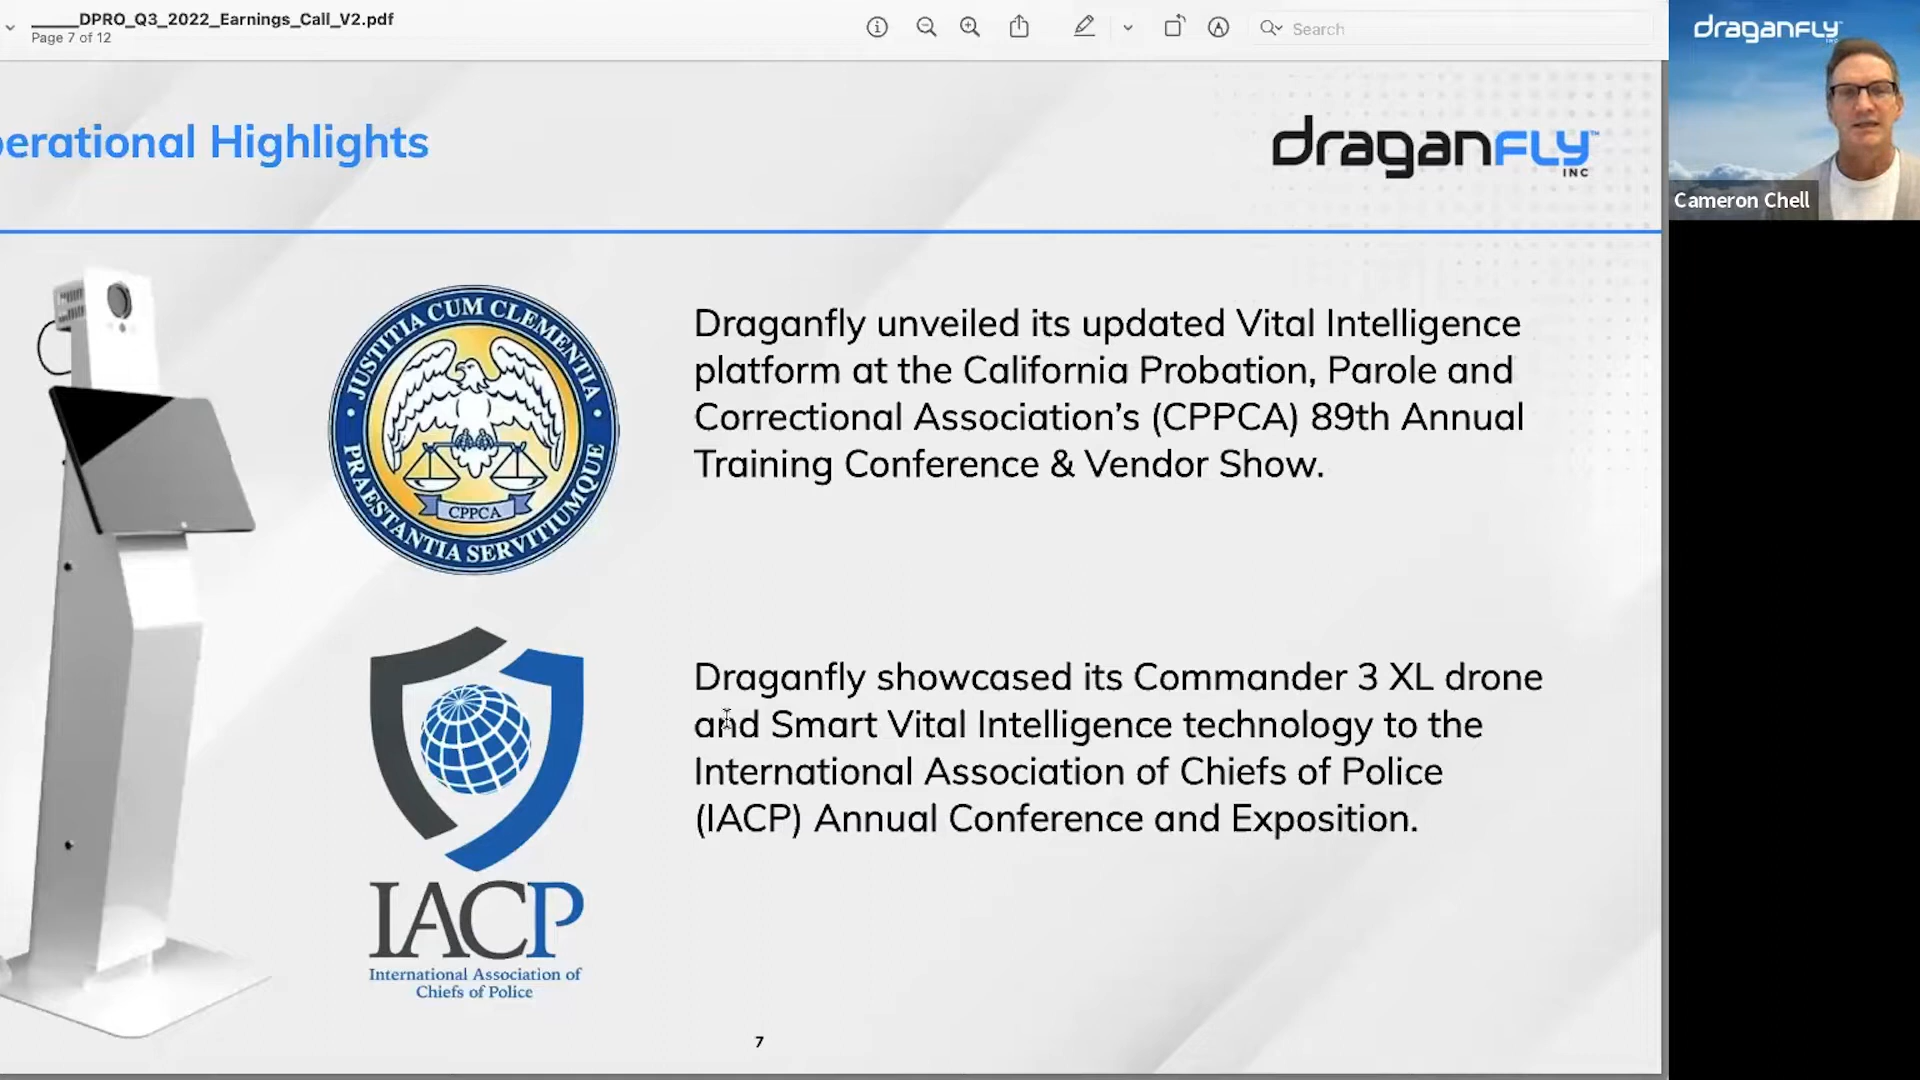 _____DPRO_Q3_2022_Earnings_Call_V2.pdf
Page 7 of 12
Search
draganfly
INC
Cameron Chell
perational Highlights
draganFLY™
INC
JUSTITIA CUM CLEMENTIA
PRAESTANTIA SERVITIUMQUE
CPPCA
Draganfly unveiled its updated Vital Intelligence
platform at the California Probation, Parole and
Correctional Association’s (CPPCA) 89th Annual
Training Conference & Vendor Show.
IACP
International Association of
Chiefs of Police
Draganfly showcased its Commander 3 XL drone
and Smart Vital Intelligence technology to the
International Association of Chiefs of Police
(IACP) Annual Conference and Exposition.
7